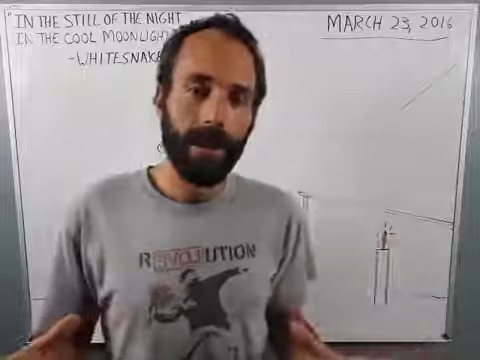 "IN THE STILL OF THE NIGHT
IN THE COOL MOONLIGHT
-WHITESNAKE
MARCH 23, 2016
REVOLUTION